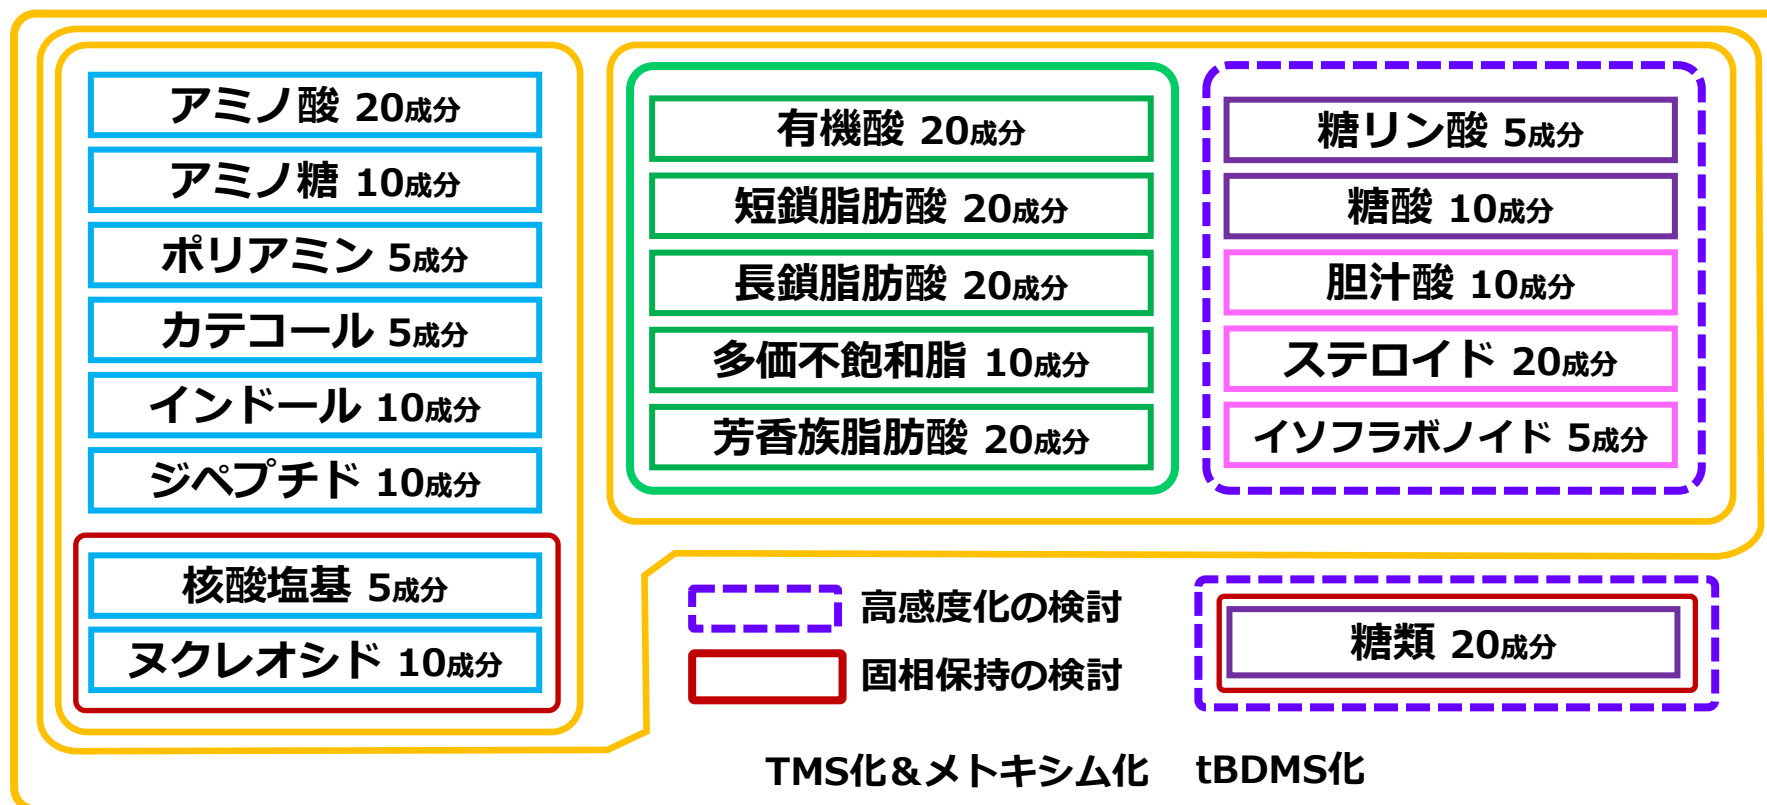 アミノ酸 20成分
アミノ糖 10成分
ポリアミン 5成分
カテコール 5成分
インドール 10成分
ジペプチド 10成分
核酸塩基 5成分
ヌクレオシド 10成分
有機酸 20成分
短鎖脂肪酸 20成分
長鎖脂肪酸 20成分
多価不飽和脂 10成分
芳香族脂肪酸 20成分
糖リン酸 5成分
糖酸 10成分
胆汁酸 10成分
ステロイド 20成分
イソフラボノイド 5成分
高感度化の検討
固相保持の検討
糖類 20成分
TMS化&メトキシム化 tBDMS化